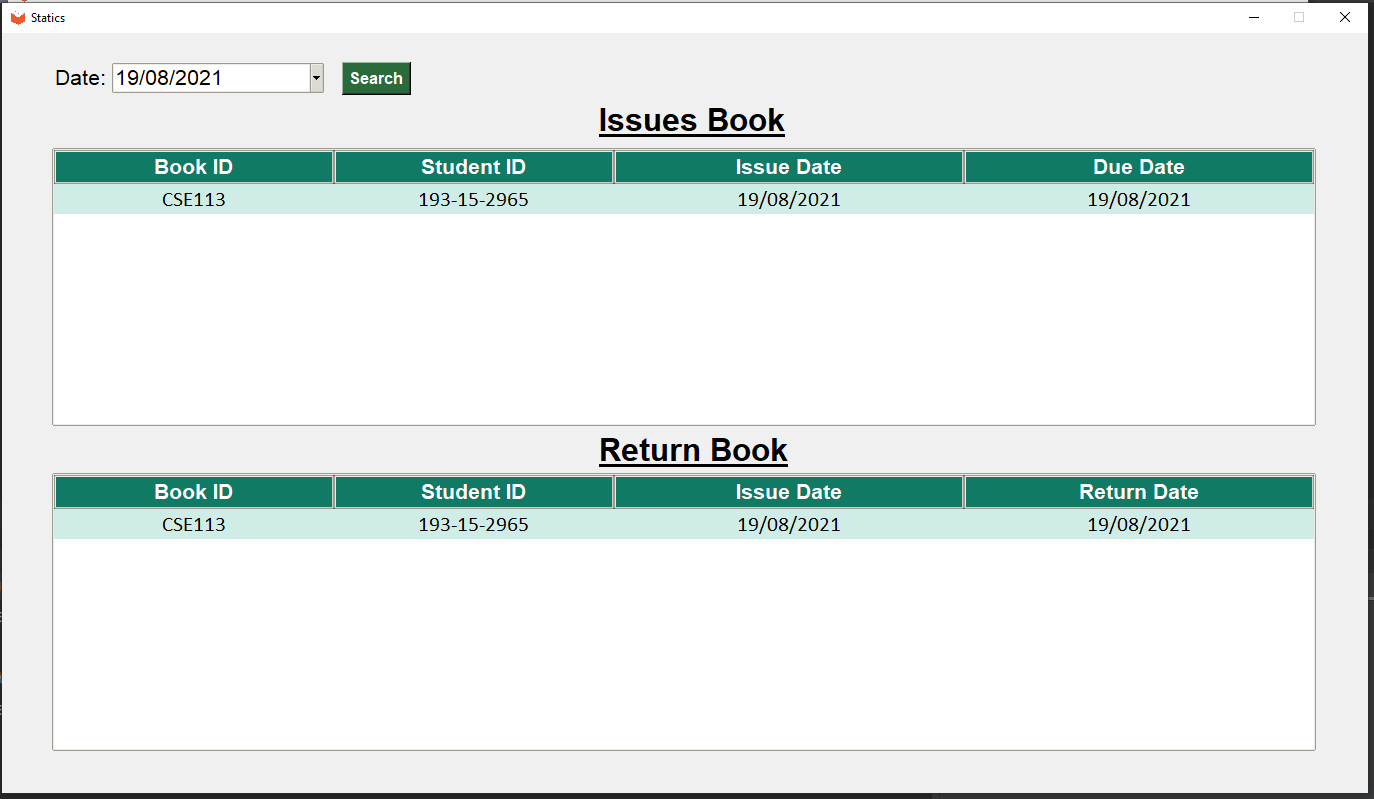 Statics
Date: 19/08/2021 Search
Issues Book
Book ID Student ID Issue Date Due Date
CSE113 193-15-2965 19/08/2021 19/08/2021
Return Book
Book ID Student ID Issue Date Return Date
CSE113 193-15-2965 19/08/2021 19/08/2021